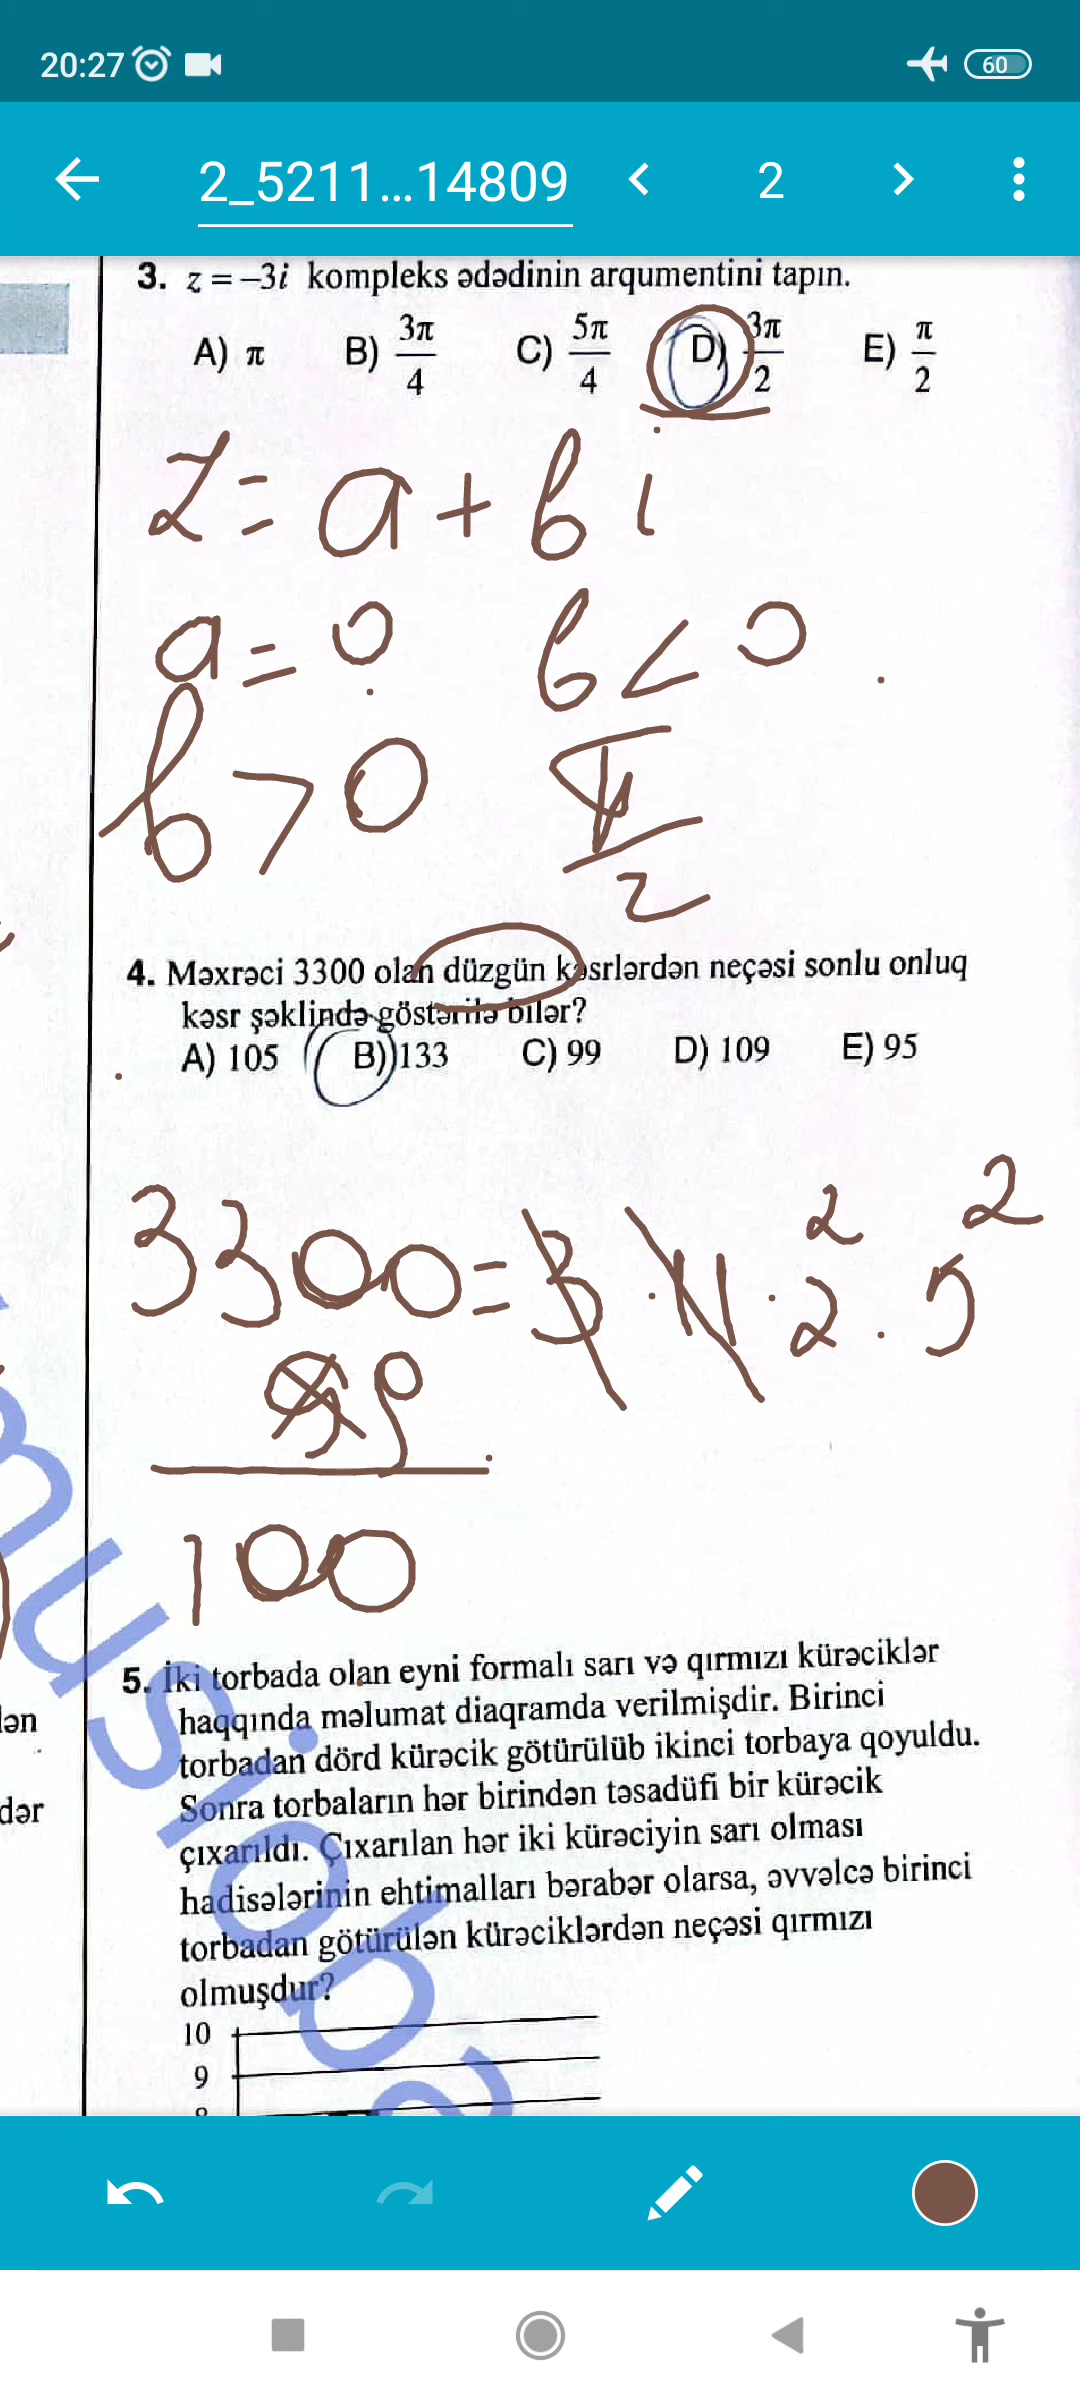 20:27 60
2_5211...14809 2
3. z = –3i kompleks ədədinin arqumentini tapın.
A) π B) 3π/4 C) 5π/4 D) 3π/2 E) π/2
z = a + bi
a = 0 b < 0
b > 0 π/2
4. Məxrəci 3300 olan düzgün kəsrlərdən neçəsi sonlu onluq
kəsr şəklində göstərilə bilər?
A) 105 B) 133 C) 99 D) 109 E) 95
3300 = 3 · 11 · 2² · 5²
100
5. İki torbada olan eyni formalı sarı və qırmızı kürəciklər
haqqında məlumat diaqramda verilmişdir. Birinci
torbadan dörd kürəcik götürülüb ikinci torbaya qoyuldu.
Sonra torbaların hər birindən təsadüfi bir kürəcik
çıxarıldı. Çıxarılan hər iki kürəciyin sarı olması
hadisələrinin ehtimalları bərabər olarsa, əvvəlcə birinci
torbadan götürülən kürəciklərdən neçəsi qırmızı
olmuşdur?
10
9
lən
dər